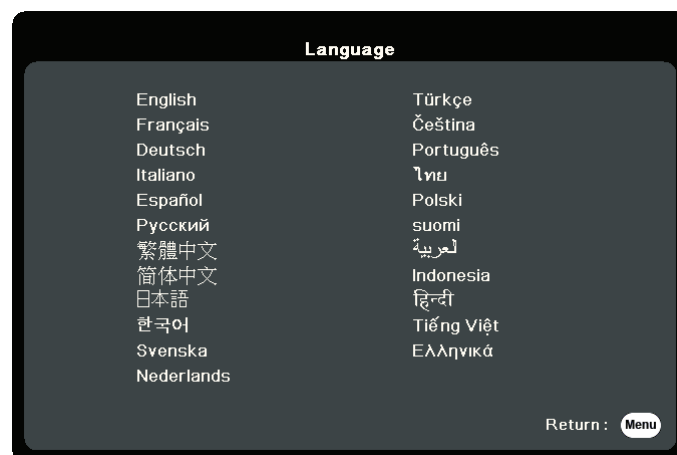 Language
English
Français
Deutsch
Italiano
Español
Русский
繁體中文
简体中文
日本語
한국어
Svenska
Nederlands
Türkçe
Čeština
Português
ไทย
Polski
suomi
العربية
Indonesia
हिन्दी
Tiếng Việt
Ελληνικά
Return : Menu